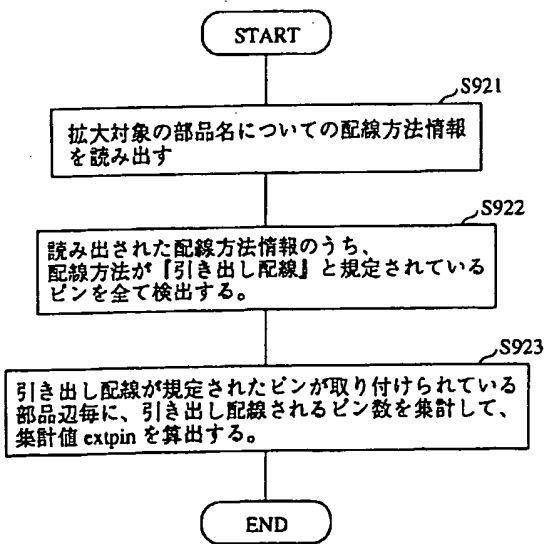 START
S921
拡大対象の部品名についての配線方法情報
を読み出す
S922
読み出された配線方法情報のうち、
配線方法が『引き出し配線』と規定されている
ピンを全て検出する。
S923
引き出し配線が規定されたピンが取り付けられている
部品辺毎に、引き出し配線されるピン数を集計して、
集計値 extpin を算出する。
END